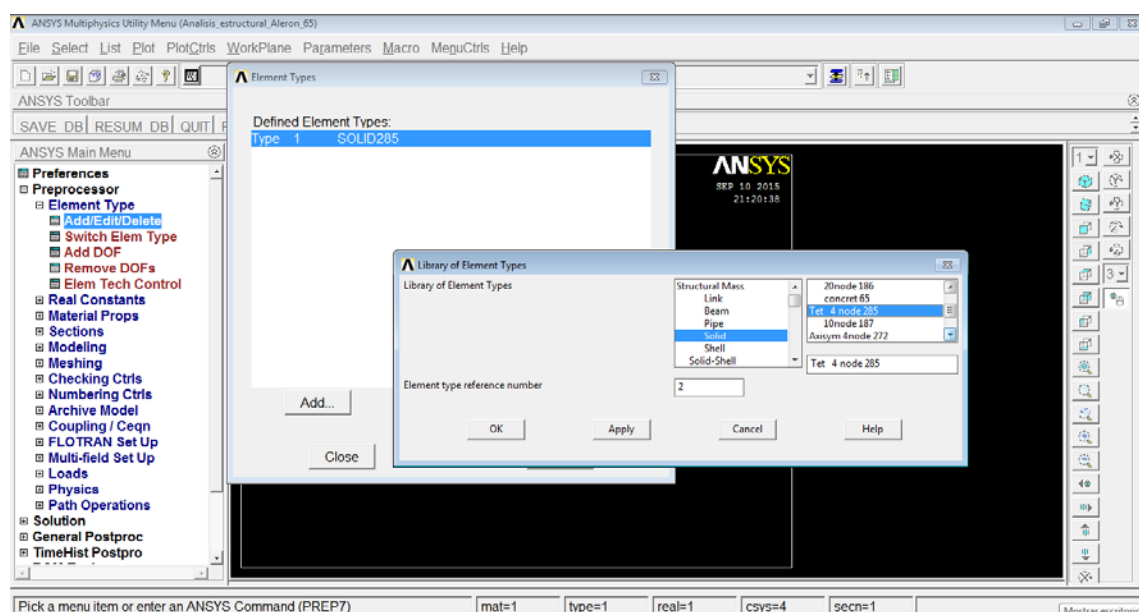 ANSYS Multiphysics Utility Menu (Analisis_estructural_Aleron_65)
File Select List Plot PlotCtrls WorkPlane Parameters Macro MenuCtrls Help
ANSYS Toolbar
SAVE_DB RESUM_DB QUIT
ANSYS Main Menu
Preferences
Preprocessor
Element Type
Add/Edit/Delete
Switch Elem Type
Add DOF
Remove DOFs
Elem Tech Control
Real Constants
Material Props
Sections
Modeling
Meshing
Checking Ctrls
Numbering Ctrls
Archive Model
Coupling / Ceqn
FLOTRAN Set Up
Multi-field Set Up
Loads
Physics
Path Operations
Solution
General Postproc
TimeHist Postpro
Element Types
Defined Element Types:
Type 1 SOLID285
Add...
Close
ANSYS
SEP 10 2015
21:20:38
Library of Element Types
Library of Element Types
Structural Mass
Link
Beam
Pipe
Solid
Shell
Solid-Shell
20node 186
concret 65
Tet 4 node 285
10node 187
Axisym 4node 272
Tet 4 node 285
Element type reference number
2
OK Apply Cancel Help
1
3
Pick a menu item or enter an ANSYS Command (PREP7) mat=1 type=1 real=1 csys=4 secn=1
Mostrar escritorio